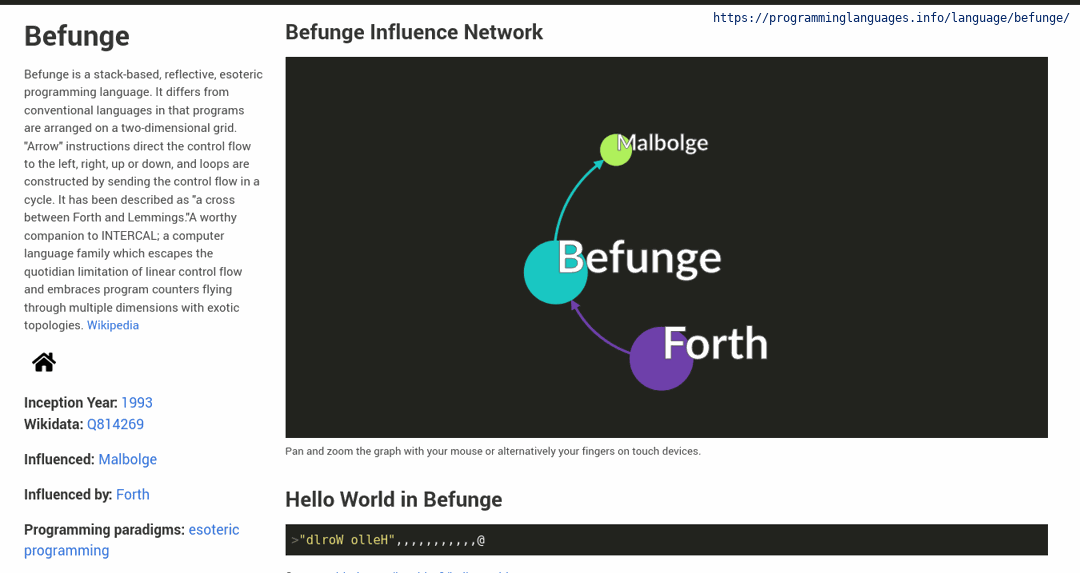 https://programminglanguages.info/language/befunge/
Befunge
Befunge is a stack-based, reflective, esoteric
programming language. It differs from
conventional languages in that programs
are arranged on a two-dimensional grid.
"Arrow" instructions direct the control flow
to the left, right, up or down, and loops are
constructed by sending the control flow in a
cycle. It has been described as "a cross
between Forth and Lemmings."A worthy
companion to INTERCAL; a computer
language family which escapes the
quotidian limitation of linear control flow
and embraces program counters flying
through multiple dimensions with exotic
topologies. Wikipedia
Inception Year: 1993
Wikidata: Q814269
Influenced: Malbolge
Influenced by: Forth
Programming paradigms: esoteric
programming
Befunge Influence Network
Malbolge
Befunge
Forth
Pan and zoom the graph with your mouse or alternatively your fingers on touch devices.
Hello World in Befunge
>"dlroW olleH",,,,,,,,,,,@